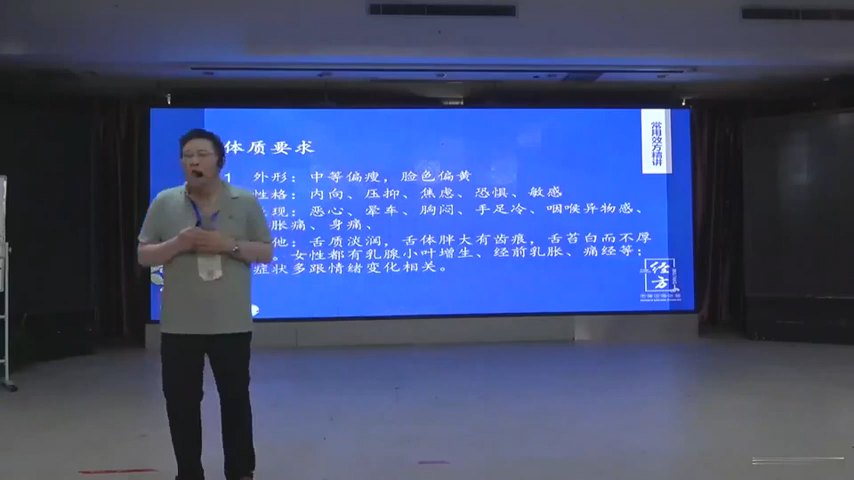 体质要求
1 外形：中等偏瘦，脸色偏黄
性格：内向、压抑、焦虑、恐惧、敏感
现：恶心、晕车、胸闷、手足冷、咽喉异物感、
胀痛、身痛、
他：舌质淡润，舌体胖大有齿痕，舌苔白而不厚
。女性都有乳腺小叶增生、经前乳胀、痛经等；
症状多跟情绪变化相关。
常用效方精讲
经方